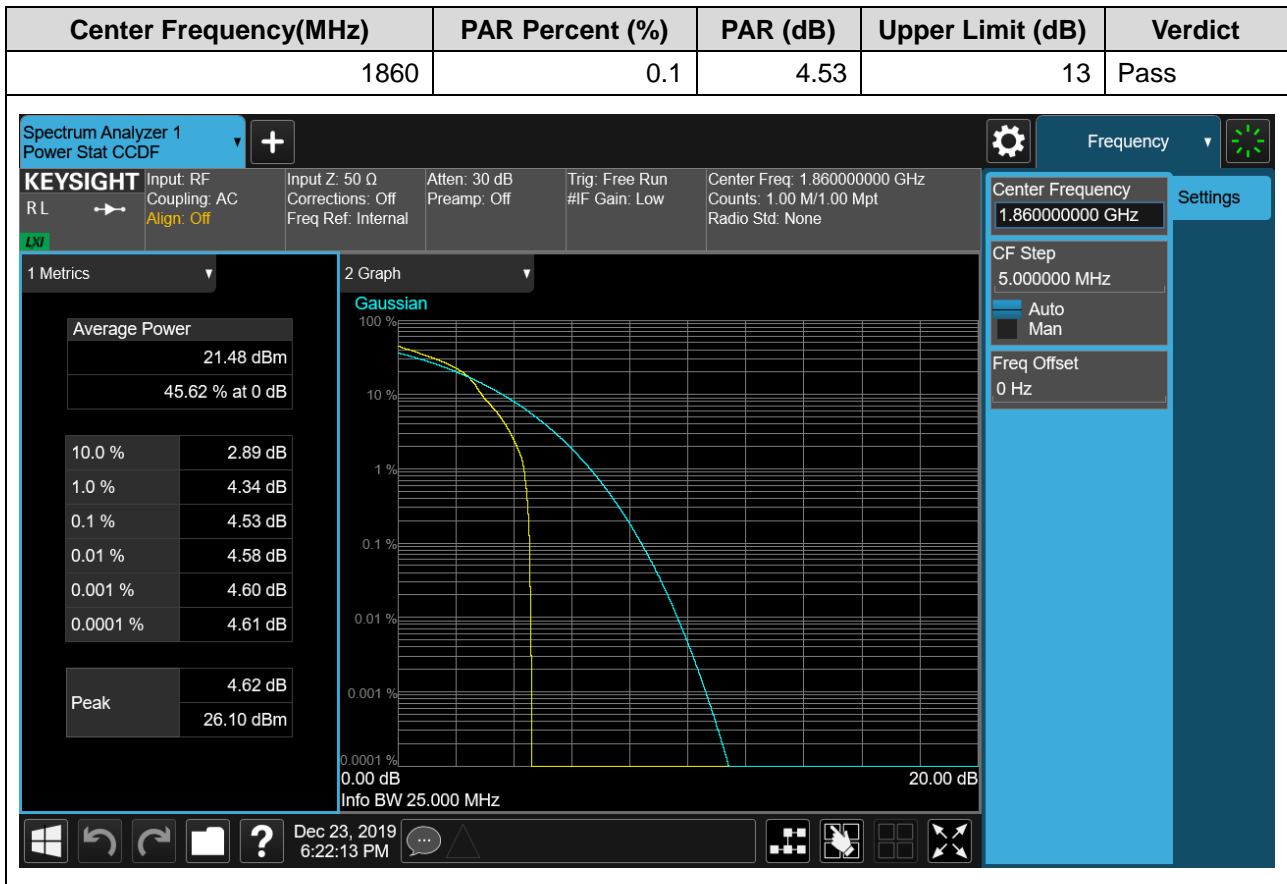 Center Frequency(MHz) PAR Percent (%) PAR (dB) Upper Limit (dB) Verdict
1860 0.1 4.53 13 Pass
Spectrum Analyzer 1
Power Stat CCDF
Frequency
KEYSIGHT
R L
LXI
Input: RF
Coupling: AC
Align: Off
Input Z: 50 Ω
Corrections: Off
Freq Ref: Internal
Atten: 30 dB
Preamp: Off
Trig: Free Run
#IF Gain: Low
Center Freq: 1.860000000 GHz
Counts: 1.00 M/1.00 Mpt
Radio Std: None
Center Frequency
1.860000000 GHz
Settings
CF Step
5.000000 MHz
Auto
Man
Freq Offset
0 Hz
1 Metrics
Average Power
21.48 dBm
45.62 % at 0 dB
10.0 % 2.89 dB
1.0 % 4.34 dB
0.1 % 4.53 dB
0.01 % 4.58 dB
0.001 % 4.60 dB
0.0001 % 4.61 dB
Peak
4.62 dB
26.10 dBm
2 Graph
Gaussian
100 %
10 %
1 %
0.1 %
0.01 %
0.001 %
0.0001 %
0.00 dB 20.00 dB
Info BW 25.000 MHz
?
Dec 23, 2019
6:22:13 PM